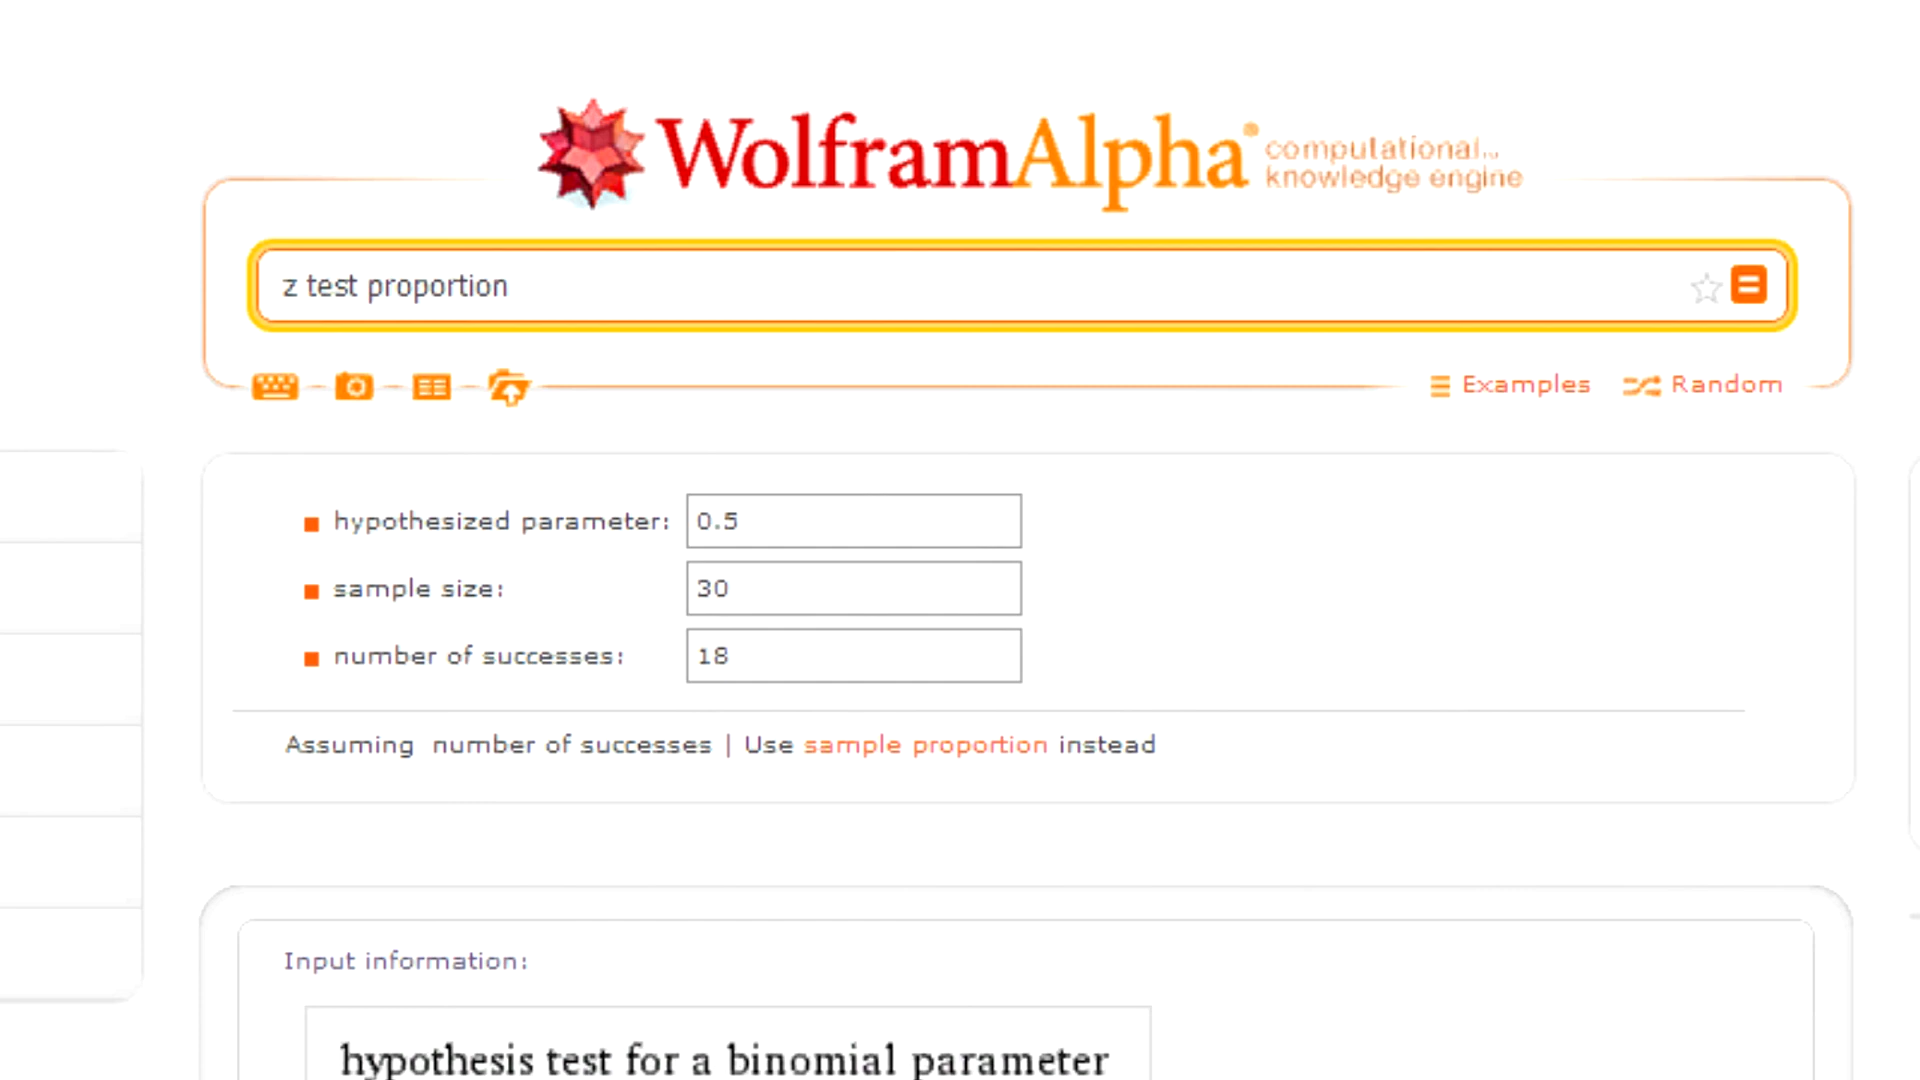 WolframAlpha® computational..
knowledge engine
z test proportion
Examples Random
hypothesized parameter: 0.5
sample size: 30
number of successes: 18
Assuming number of successes | Use sample proportion instead
Input information:
hypothesis test for a binomial parameter